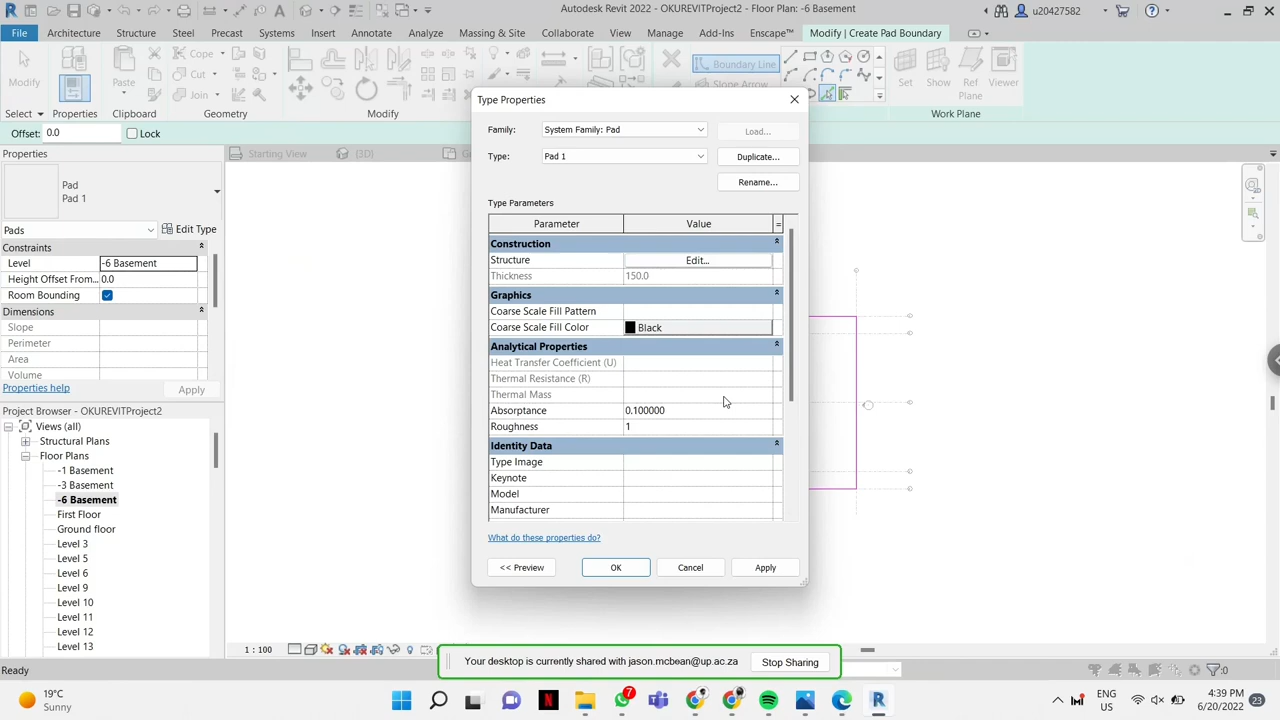 Autodesk Revit 2022 - OKUREVITProject2 - Floor Plan: -6 Basement
u20427582
File Architecture Structure Steel Precast Systems Insert Annotate Analyze Massing & Site Collaborate View Manage Add-Ins Enscape™ Modify | Create Pad Boundary
Modify Paste Cope Cut Join Boundary Line Slope Arrow Set Show Ref Plane Viewer
Select Properties Clipboard Geometry Modify Work Plane
Offset: 0.0 Lock
Properties
Starting View (3D)
Pad
Pad 1
Pads Edit Type
Constraints
Level -6 Basement
Height Offset From... 0.0
Room Bounding
Dimensions
Slope
Perimeter
Area
Volume
Properties help Apply
Project Browser - OKUREVITProject2
Views (all)
Structural Plans
Floor Plans
-1 Basement
-3 Basement
-6 Basement
First Floor
Ground floor
Level 3
Level 5
Level 6
Level 9
Level 10
Level 11
Level 12
Level 13
Type Properties
Family: System Family: Pad Load...
Type: Pad 1 Duplicate...
Rename...
Type Parameters
Parameter Value =
Construction
Structure Edit...
Thickness 150.0
Graphics
Coarse Scale Fill Pattern
Coarse Scale Fill Color Black
Analytical Properties
Heat Transfer Coefficient (U)
Thermal Resistance (R)
Thermal Mass
Absorptance 0.100000
Roughness 1
Identity Data
Type Image
Keynote
Model
Manufacturer
What do these properties do?
<< Preview OK Cancel Apply
1 : 100
Your desktop is currently shared with jason.mcbean@up.ac.za Stop Sharing
Ready
:0
19°C
Sunny
7
ENG
US
4:39 PM
6/20/2022
23